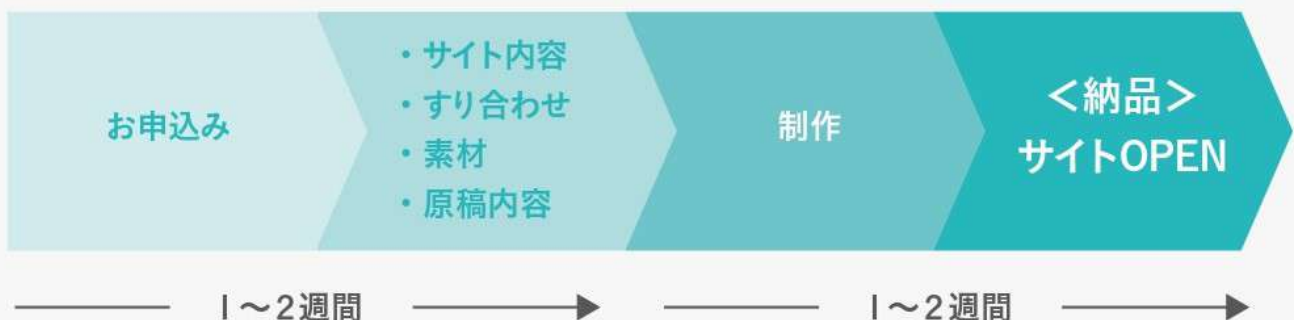 お申込み
・サイト内容
・すり合わせ
・素材
・原稿内容
制作
＜納品＞
サイトOPEN
1〜2週間
1〜2週間